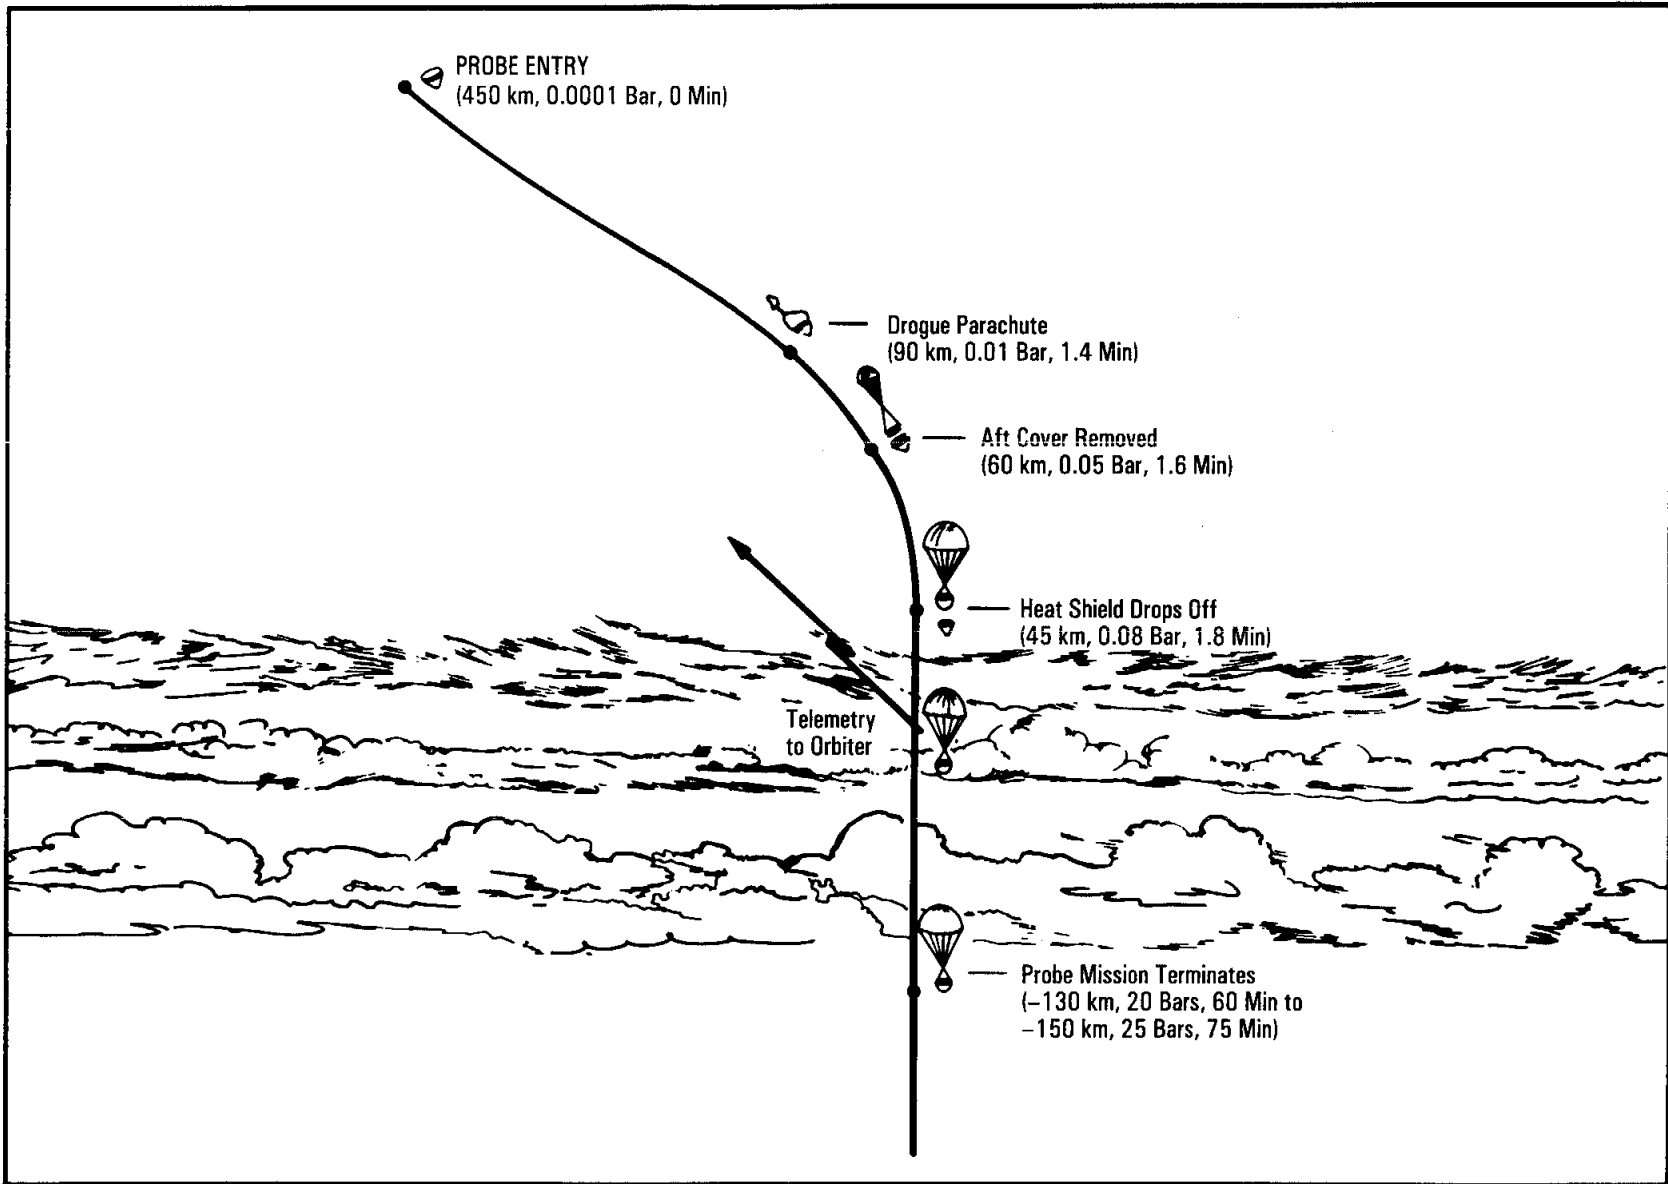 PROBE ENTRY
(450 km, 0.0001 Bar, 0 Min)
Drogue Parachute
(90 km, 0.01 Bar, 1.4 Min)
Aft Cover Removed
(60 km, 0.05 Bar, 1.6 Min)
Heat Shield Drops Off
(45 km, 0.08 Bar, 1.8 Min)
Telemetry
to Orbiter
Probe Mission Terminates
(–130 km, 20 Bars, 60 Min to
–150 km, 25 Bars, 75 Min)